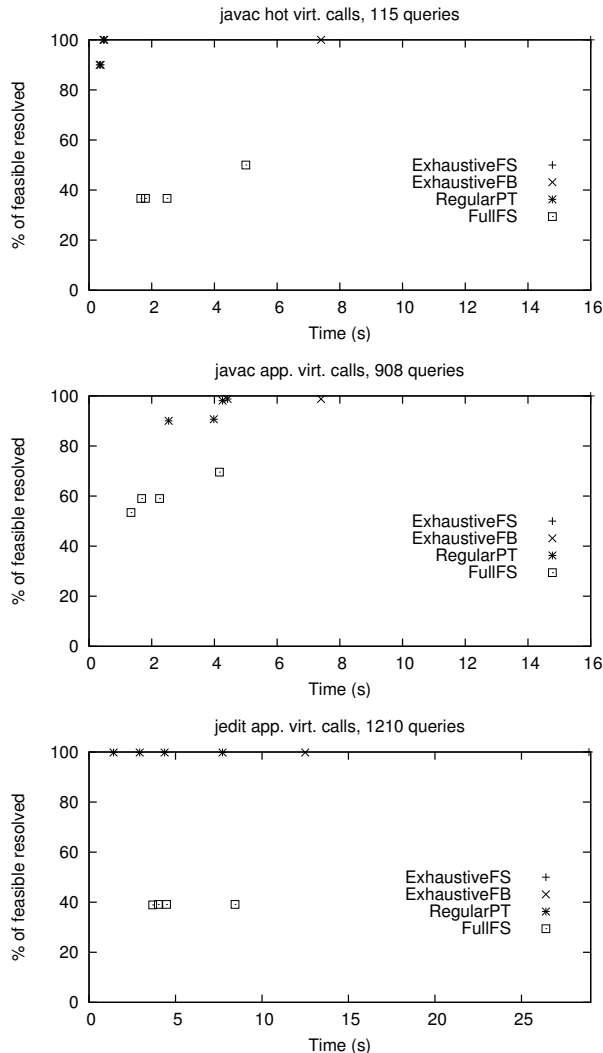 javac hot virt. calls, 115 queries
100
80
60
40
20
0
% of feasible resolved
ExhaustiveFS
ExhaustiveFB
RegularPT
FullFS
0 2 4 6 8 10 12 14 16
Time (s)
javac app. virt. calls, 908 queries
100
80
60
40
20
0
% of feasible resolved
ExhaustiveFS
ExhaustiveFB
RegularPT
FullFS
0 2 4 6 8 10 12 14 16
Time (s)
jedit app. virt. calls, 1210 queries
100
80
60
40
20
0
% of feasible resolved
ExhaustiveFS
ExhaustiveFB
RegularPT
FullFS
0 5 10 15 20 25
Time (s)